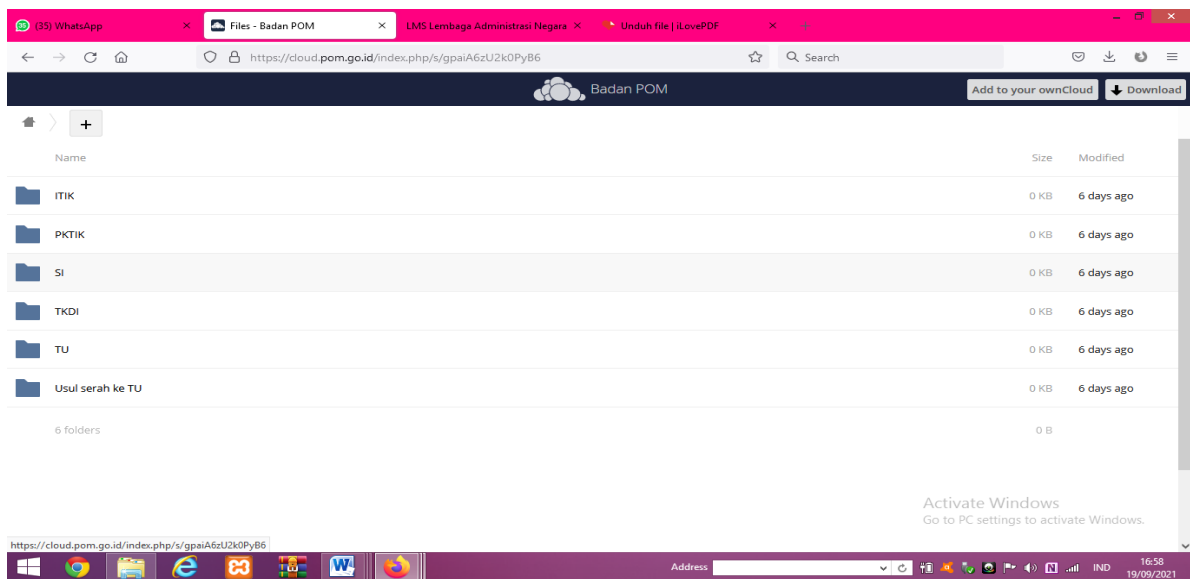 (35) WhatsApp
Files - Badan POM
LMS Lembaga Administrasi Negara
Unduh file | iLovePDF
https://cloud.pom.go.id/index.php/s/gpaiA6zU2k0PyB6
Search
Badan POM
Add to your ownCloud
Download
+
Name Size Modified
ITIK 0 KB 6 days ago
PKTIK 0 KB 6 days ago
SI 0 KB 6 days ago
TKDI 0 KB 6 days ago
TU 0 KB 6 days ago
Usul serah ke TU 0 KB 6 days ago
6 folders 0 B
Activate Windows
Go to PC settings to activate Windows.
https://cloud.pom.go.id/index.php/s/gpaiA6zU2k0PyB6
Address IND 16:58
19/09/2021